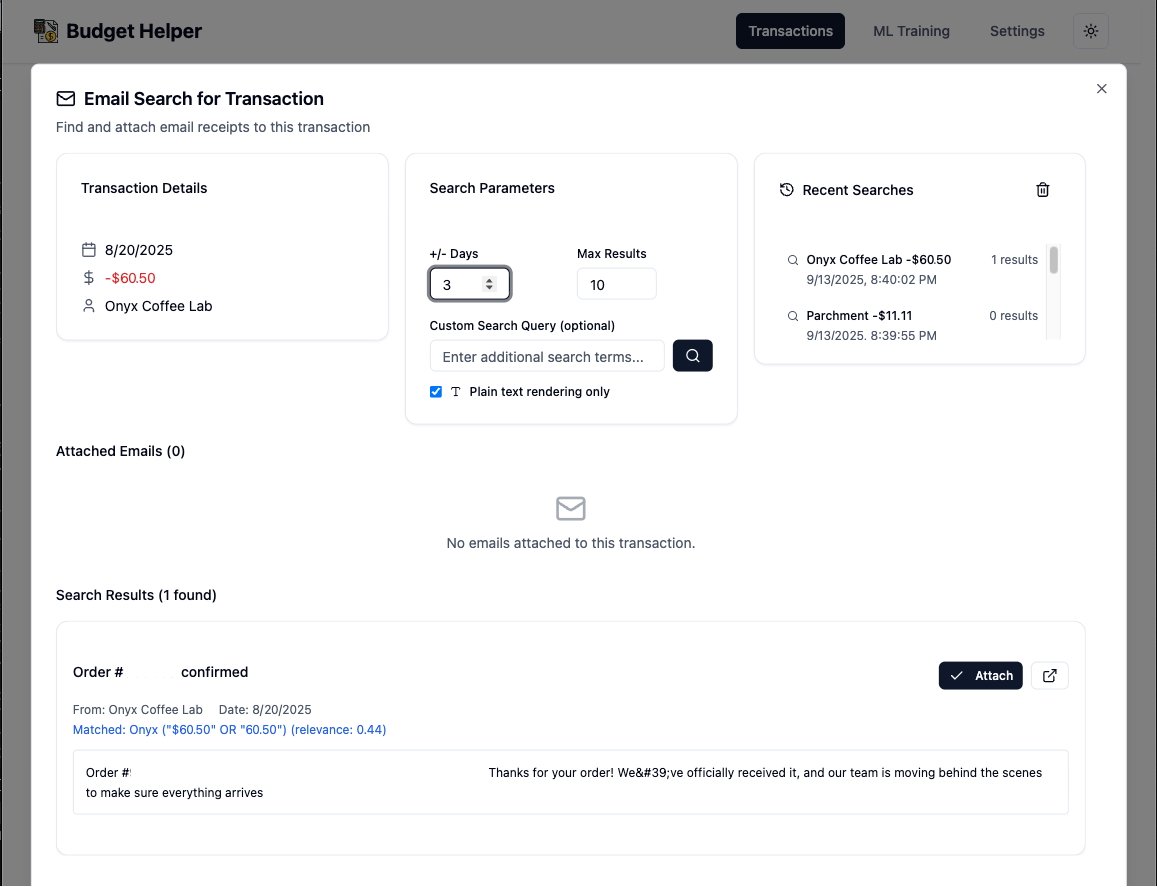 Budget Helper
Transactions
ML Training
Settings
Email Search for Transaction
Find and attach email receipts to this transaction
Transaction Details
8/20/2025
-$60.50
Onyx Coffee Lab
Search Parameters
+/- Days
Max Results
3
10
Custom Search Query (optional)
Enter additional search terms...
T Plain text rendering only
Recent Searches
Onyx Coffee Lab -$60.50 1 results
9/13/2025, 8:40:02 PM
Parchment -$11.11 0 results
9/13/2025, 8:39:55 PM
Attached Emails (0)
No emails attached to this transaction.
Search Results (1 found)
Order # confirmed
Attach
From: Onyx Coffee Lab Date: 8/20/2025
Matched: Onyx ("$60.50" OR "60.50") (relevance: 0.44)
Order # Thanks for your order! We&#39;ve officially received it, and our team is moving behind the scenes
to make sure everything arrives